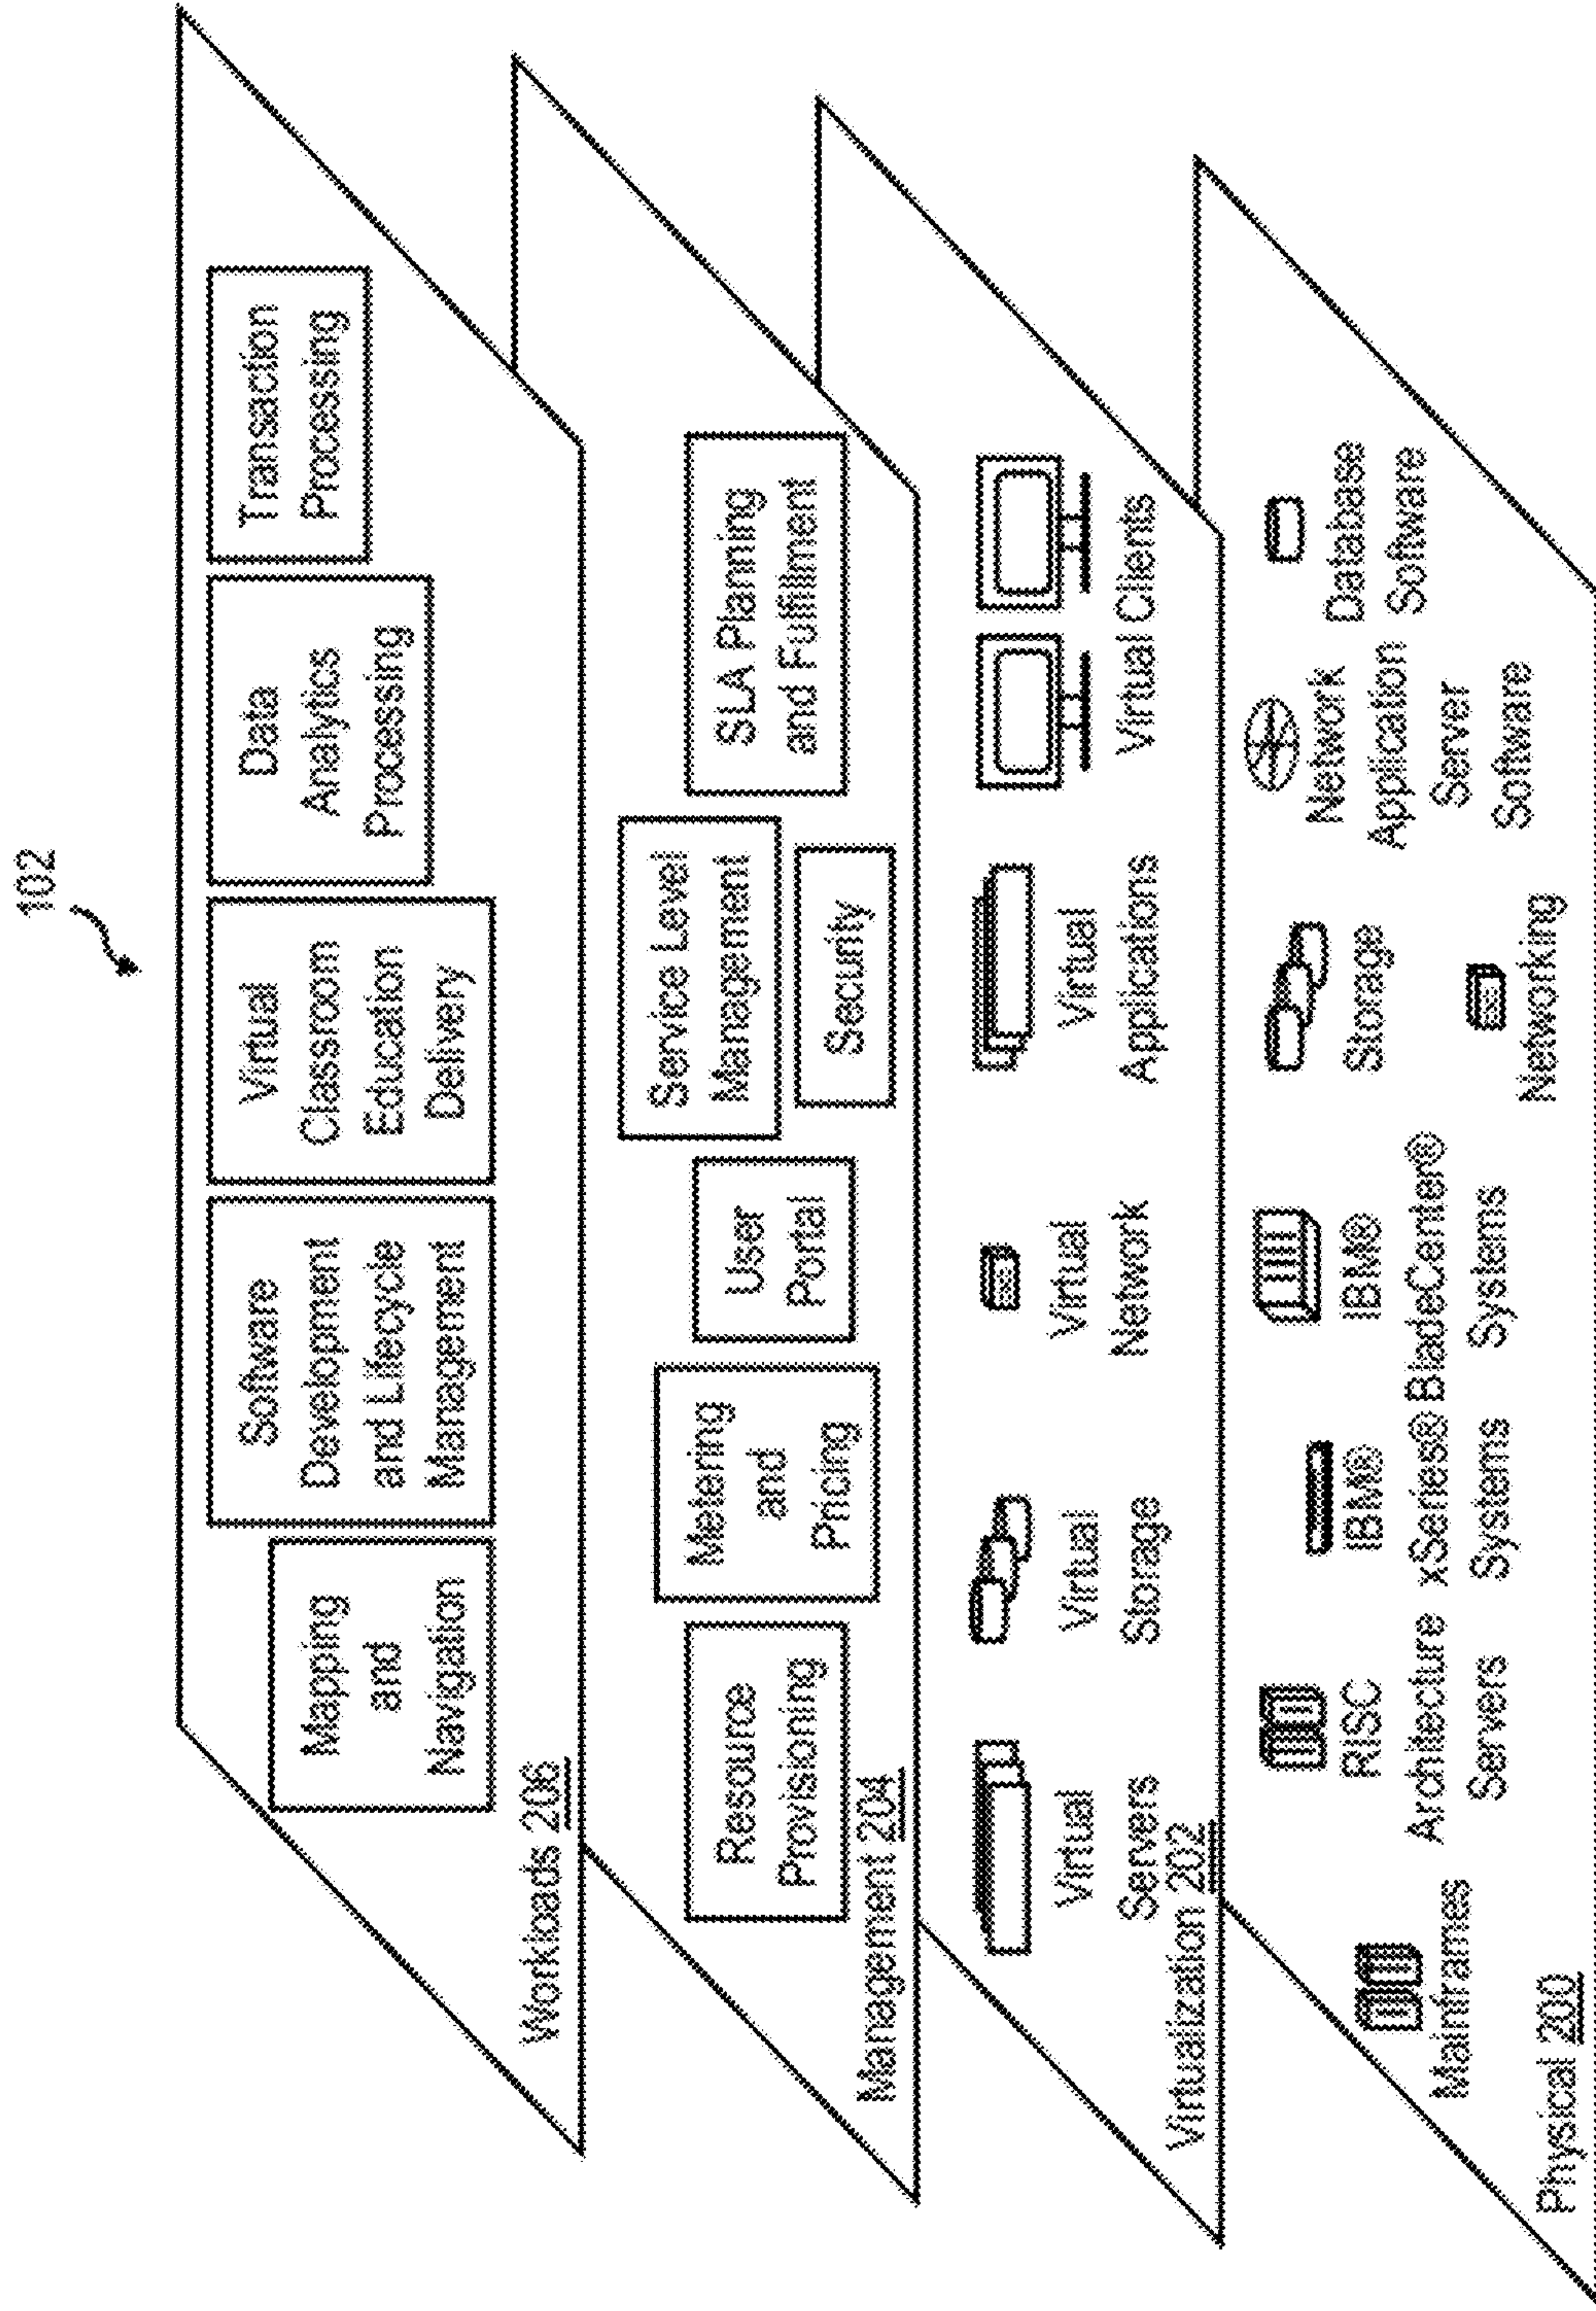 102
Mapping
and
Navigation
Software
Development
and Lifecycle
Management
Virtual
Classroom
Education
Delivery
Data
Analytics
Processing
Transaction
Processing
Workloads 206
Resource
Provisioning
Metering
and
Pricing
User
Portal
Service Level
Management
Security
SLA Planning
and Fulfillment
Management 204
Virtual
Servers
Virtual
Storage
Virtual
Network
Virtual
Applications
Virtual Clients
Virtualization 202
Mainframes
RISC
Architecture
Servers
IBM®
xSeries®
Systems
IBM®
BladeCenter®
Systems
Storage
Networking
Network
Application
Server
Software
Database
Software
Physical 200